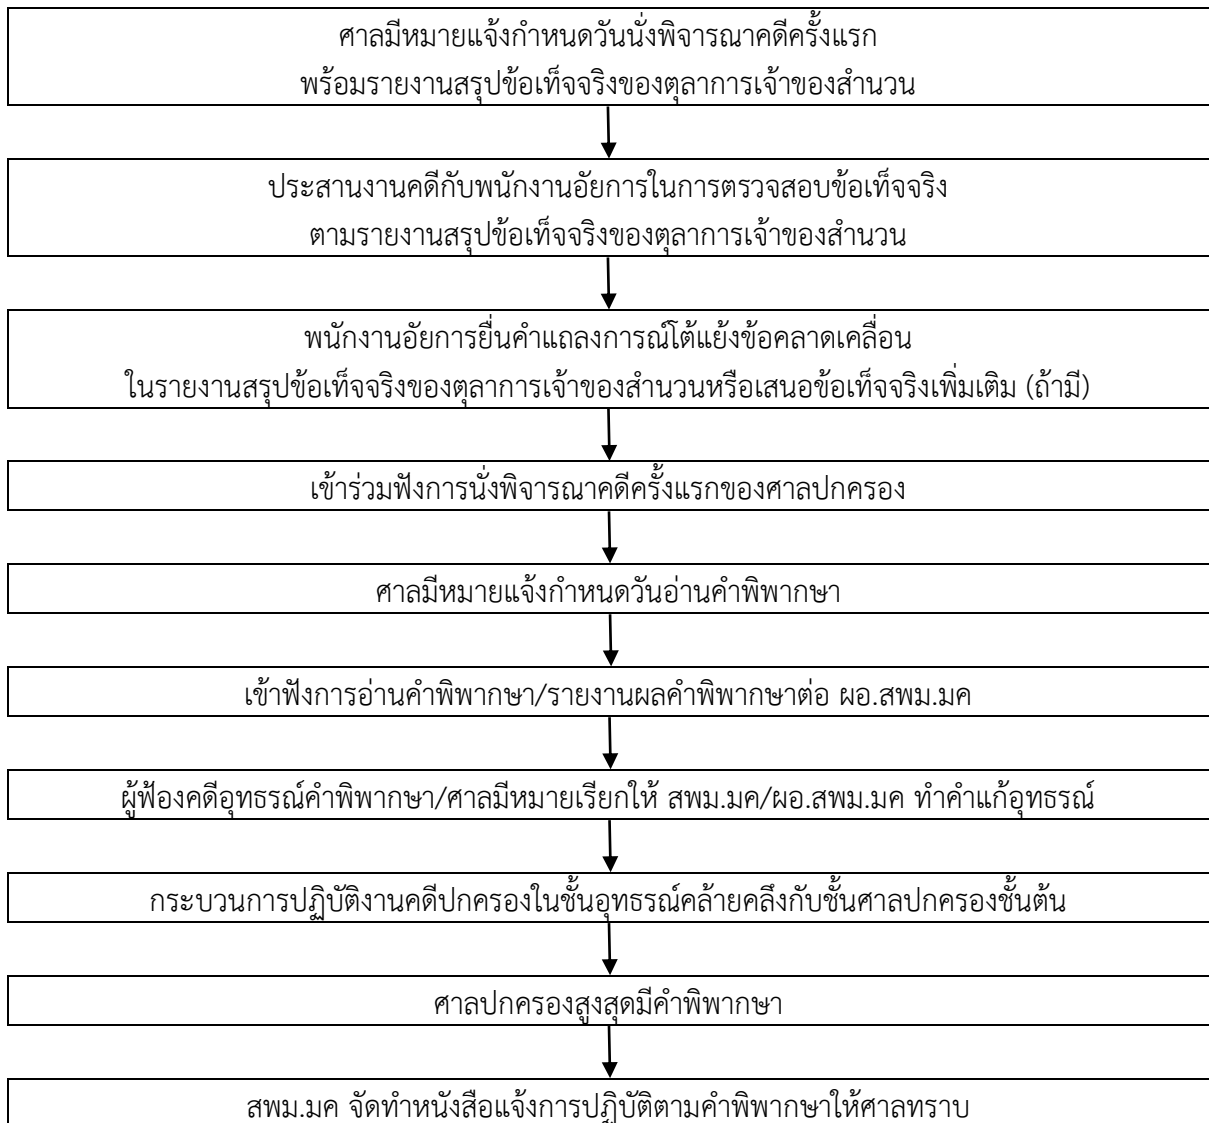 ศาลมีหมายแจ้งกำหนดวันนั่งพิจารณาคดีครั้งแรก
พร้อมรายงานสรุปข้อเท็จจริงของตุลาการเจ้าของสำนวน
ประสานงานคดีกับพนักงานอัยการในการตรวจสอบข้อเท็จจริง
ตามรายงานสรุปข้อเท็จจริงของตุลาการเจ้าของสำนวน
พนักงานอัยการยื่นคำแถลงการณ์โต้แย้งข้อคลาดเคลื่อน
ในรายงานสรุปข้อเท็จจริงของตุลาการเจ้าของสำนวนหรือเสนอข้อเท็จจริงเพิ่มเติม (ถ้ามี)
เข้าร่วมฟังการนั่งพิจารณาคดีครั้งแรกของศาลปกครอง
ศาลมีหมายแจ้งกำหนดวันอ่านคำพิพากษา
เข้าฟังการอ่านคำพิพากษา/รายงานผลคำพิพากษาต่อ ผอ.สพม.มค
ผู้ฟ้องคดีอุทธรณ์คำพิพากษา/ศาลมีหมายเรียกให้ สพม.มค/ผอ.สพม.มค ทำคำแก้อุทธรณ์
กระบวนการปฏิบัติงานคดีปกครองในชั้นอุทธรณ์คล้ายคลึงกับชั้นศาลปกครองชั้นต้น
ศาลปกครองสูงสุดมีคำพิพากษา
สพม.มค จัดทำหนังสือแจ้งการปฏิบัติตามคำพิพากษาให้ศาลทราบ